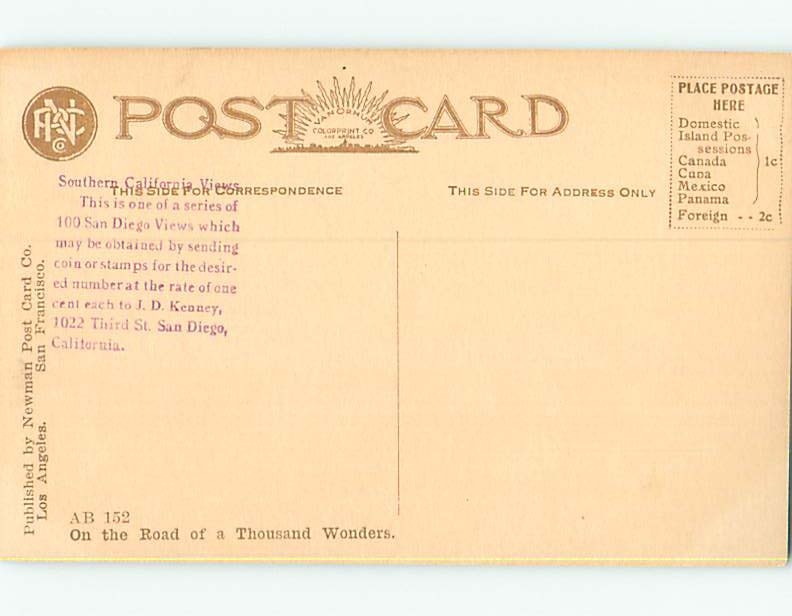 POST CARD
VAN ORNUM
COLORPRINT CO
LOS ANGELES
PNC
Co
PLACE POSTAGE
HERE
Domestic
Island Pos-
sessions
Canada 1c
Cuba
Mexico
Panama
Foreign - - 2c
THIS SIDE FOR CORRESPONDENCE
THIS SIDE FOR ADDRESS ONLY
Southern California Views
This is one of a series of
100 San Diego Views which
may be obtained by sending
coin or stamps for the desir-
ed number at the rate of one
cent each to J. D. Kenney,
1022 Third St. San Diego,
California.
Published by Newman Post Card Co.
Los Angeles. San Francisco.
AB 152
On the Road of a Thousand Wonders.